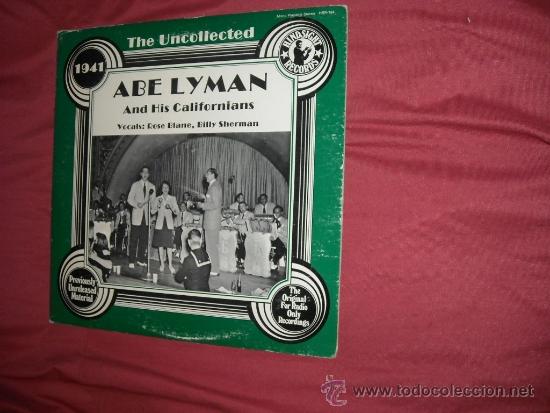 The Uncollected
1941
HINDSIGHT
RECORDS
ABE LYMAN
And His Californians
Vocals: Rose Blane, Billy Sherman
Previously
Unreleased
Material
The
Original
For Radio
Only
Recordings
www.todocoleccion.net